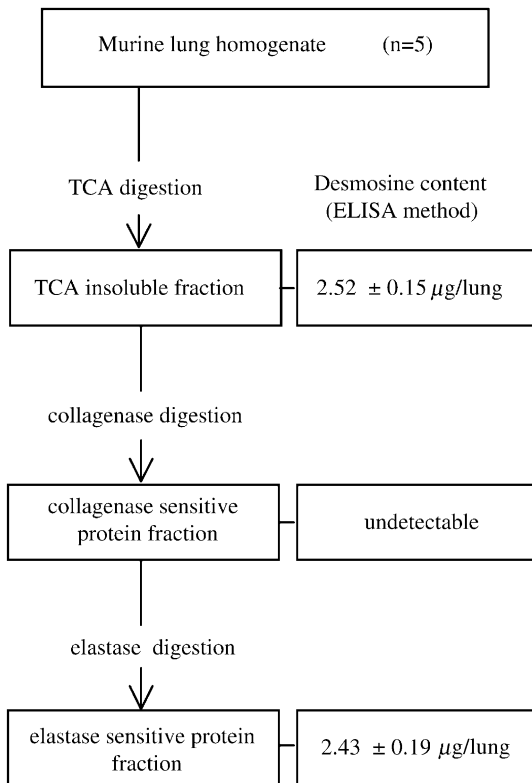 Murine lung homogenate (n=5)
TCA digestion
Desmosine content
(ELISA method)
TCA insoluble fraction
2.52 ± 0.15 µg/lung
collagenase digestion
collagenase sensitive
protein fraction
undetectable
elastase digestion
elastase sensitive protein
fraction
2.43 ± 0.19 µg/lung